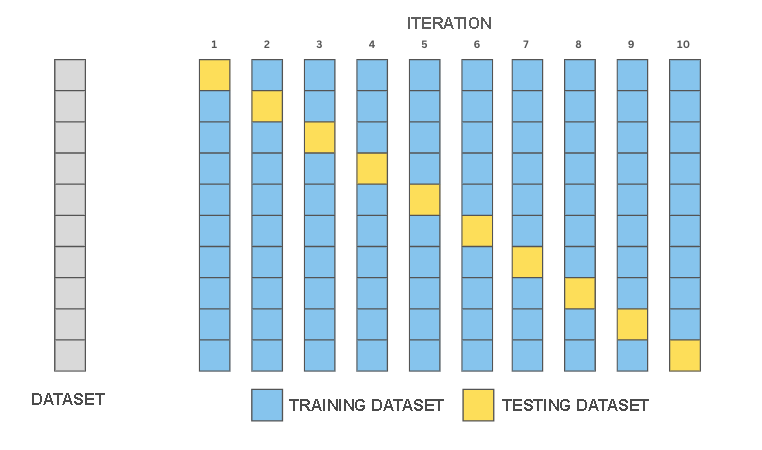 ITERATION
1 2 3 4 5 6 7 8 9 10
DATASET
TRAINING DATASET
TESTING DATASET